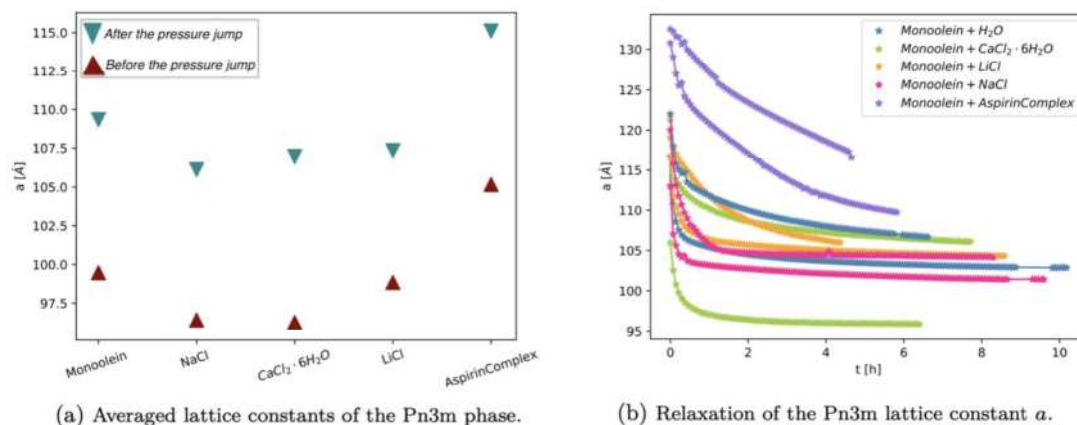 After the pressure jump
Before the pressure jump
115.0
112.5
110.0
107.5
105.0
102.5
100.0
97.5
a [Å]
Monoolein
NaCl
CaCl₂ · 6H₂O
LiCl
AspirinComplex
(a) Averaged lattice constants of the Pn3m phase.
Monoolein + H₂O
Monoolein + CaCl₂ · 6H₂O
Monoolein + LiCl
Monoolein + NaCl
Monoolein + AspirinComplex
130
125
120
115
110
105
100
95
a [Å]
0 2 4 6 8 10
t [h]
(b) Relaxation of the Pn3m lattice constant a.